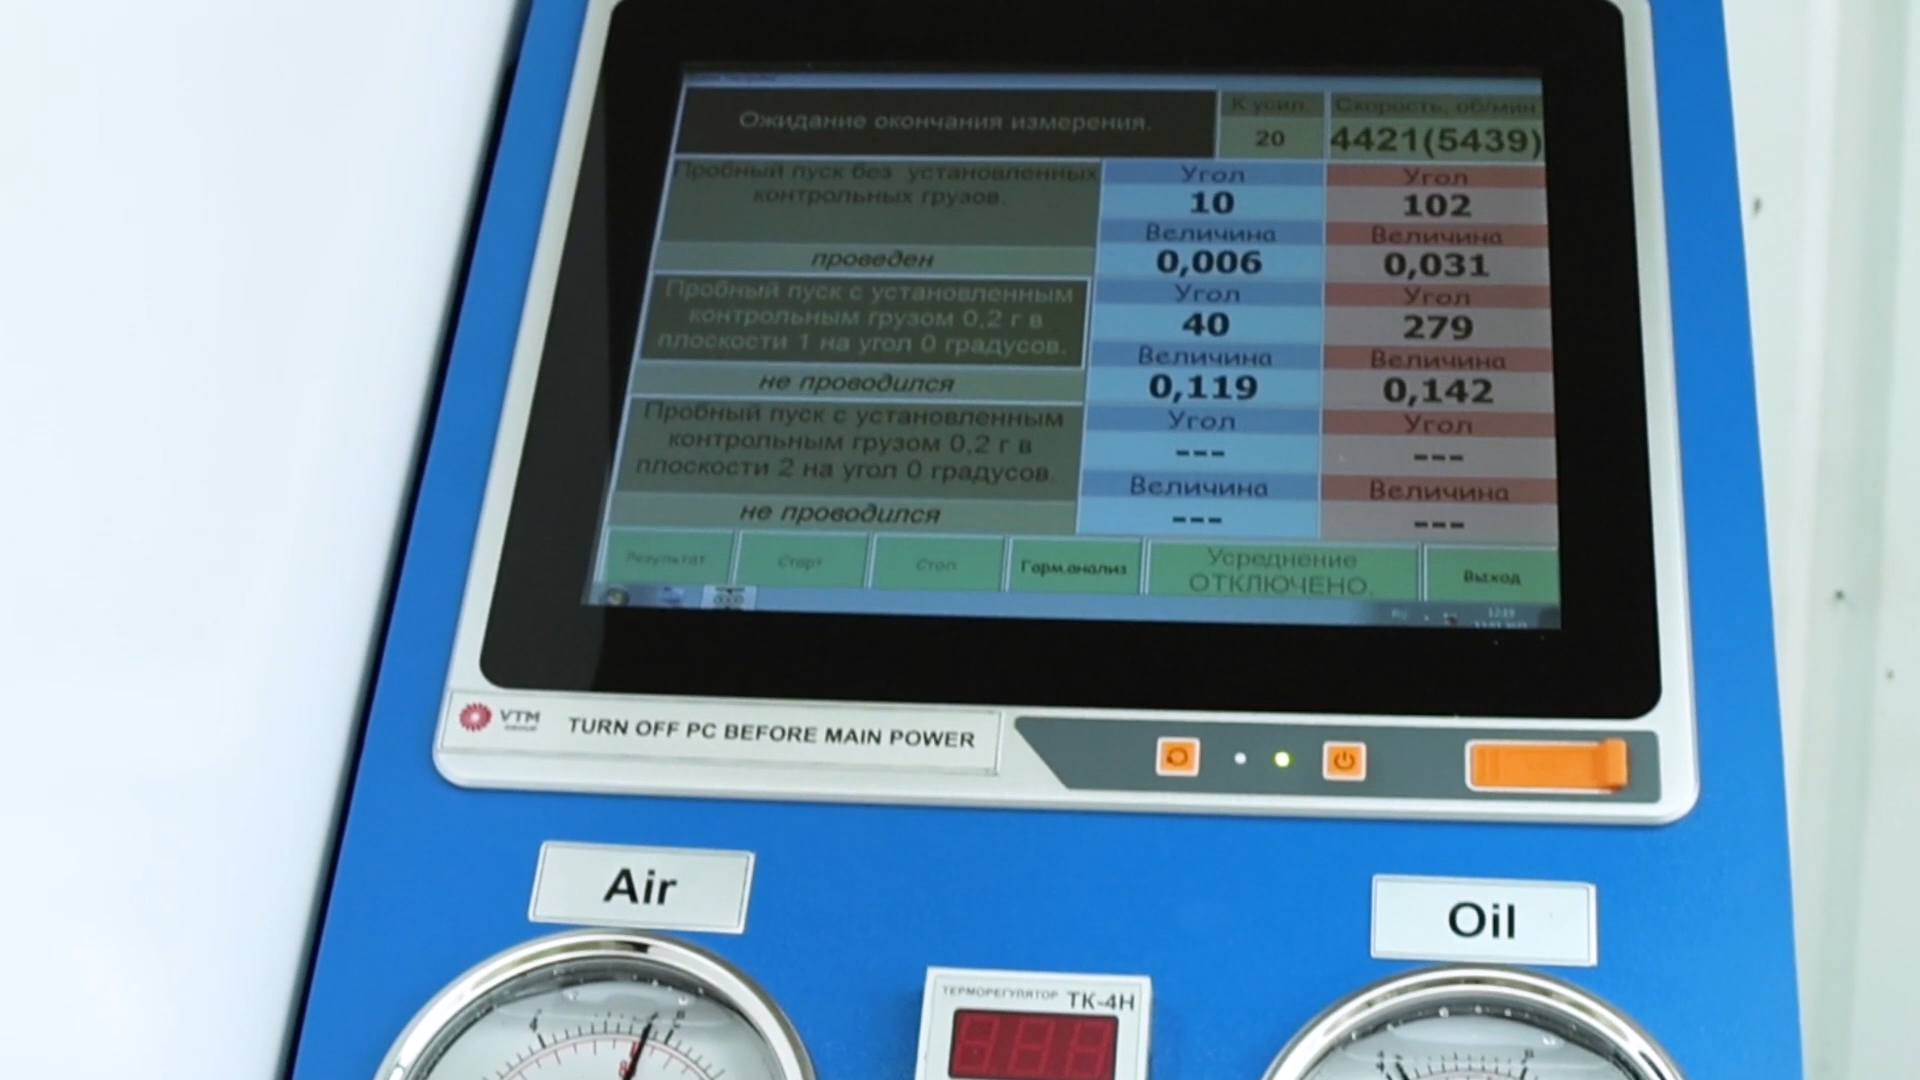 Ожидание окончания измерения.
К усил.
20
Скорость, об/мин
4421(5439)
Пробный пуск без установленных
контрольных грузов.
проведен
Угол
10
Величина
0,006
Угол
102
Величина
0,031
Пробный пуск с установленным
контрольным грузом 0,2 г в
плоскости 1 на угол 0 градусов.
не проводился
Угол
40
Величина
0,119
Угол
279
Величина
0,142
Пробный пуск с установленным
контрольным грузом 0,2 г в
плоскости 2 на угол 0 градусов.
не проводился
Угол
---
Величина
---
Угол
---
Величина
---
Результат
Старт
Стоп
Гарм.анализ
Усреднение
ОТКЛЮЧЕНО.
Выход
RU
VTM
GROUP
TURN OFF PC BEFORE MAIN POWER
Air
Oil
ТЕРМОРЕГУЛЯТОР ТК-4Н
4
8